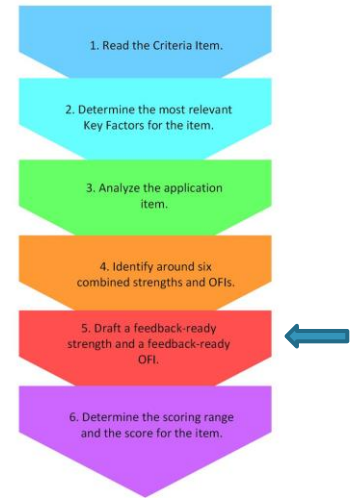 1. Read the Criteria Item.
2. Determine the most relevant
Key Factors for the item.
3. Analyze the application
item.
4. Identify around six
combined strengths and OFIs.
5. Draft a feedback-ready
strength and a feedback-ready
OFI.
6. Determine the scoring range
and the score for the item.